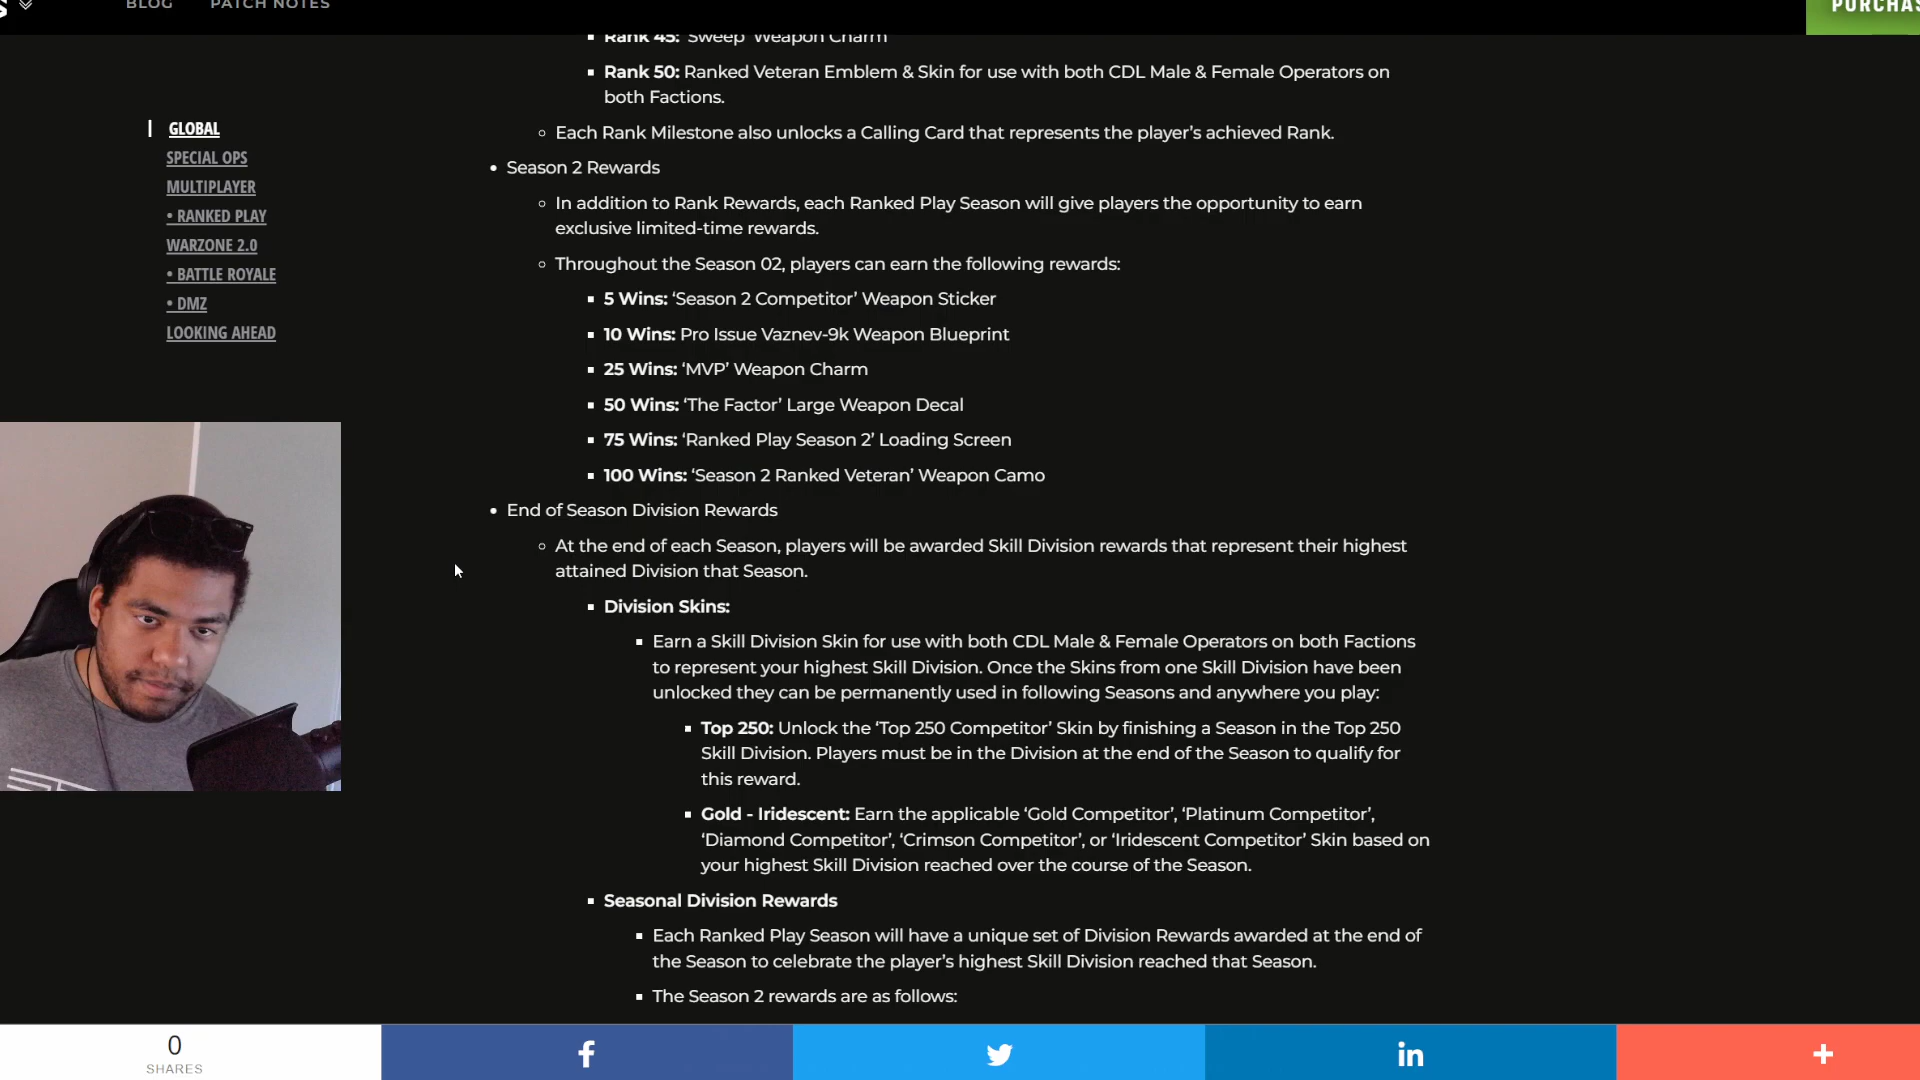 BLOG PATCH NOTES
Rank 45: 'Sweep' Weapon Charm
▪ Rank 50: Ranked Veteran Emblem & Skin for use with both CDL Male & Female Operators on
both Factions.
◦ Each Rank Milestone also unlocks a Calling Card that represents the player’s achieved Rank.
• Season 2 Rewards
◦ In addition to Rank Rewards, each Ranked Play Season will give players the opportunity to earn
exclusive limited-time rewards.
◦ Throughout the Season 02, players can earn the following rewards:
▪ 5 Wins: ‘Season 2 Competitor’ Weapon Sticker
▪ 10 Wins: Pro Issue Vaznev-9k Weapon Blueprint
▪ 25 Wins: ‘MVP’ Weapon Charm
▪ 50 Wins: ‘The Factor’ Large Weapon Decal
▪ 75 Wins: ‘Ranked Play Season 2’ Loading Screen
▪ 100 Wins: ‘Season 2 Ranked Veteran’ Weapon Camo
• End of Season Division Rewards
◦ At the end of each Season, players will be awarded Skill Division rewards that represent their highest
attained Division that Season.
▪ Division Skins:
▪ Earn a Skill Division Skin for use with both CDL Male & Female Operators on both Factions
to represent your highest Skill Division. Once the Skins from one Skill Division have been
unlocked they can be permanently used in following Seasons and anywhere you play:
▪ Top 250: Unlock the ‘Top 250 Competitor’ Skin by finishing a Season in the Top 250
Skill Division. Players must be in the Division at the end of the Season to qualify for
this reward.
▪ Gold - Iridescent: Earn the applicable ‘Gold Competitor’, ‘Platinum Competitor’,
‘Diamond Competitor’, ‘Crimson Competitor’, or ‘Iridescent Competitor’ Skin based on
your highest Skill Division reached over the course of the Season.
▪ Seasonal Division Rewards
▪ Each Ranked Play Season will have a unique set of Division Rewards awarded at the end of
the Season to celebrate the player’s highest Skill Division reached that Season.
▪ The Season 2 rewards are as follows:
GLOBAL
SPECIAL OPS
MULTIPLAYER
• RANKED PLAY
WARZONE 2.0
• BATTLE ROYALE
• DMZ
LOOKING AHEAD
0
SHARES